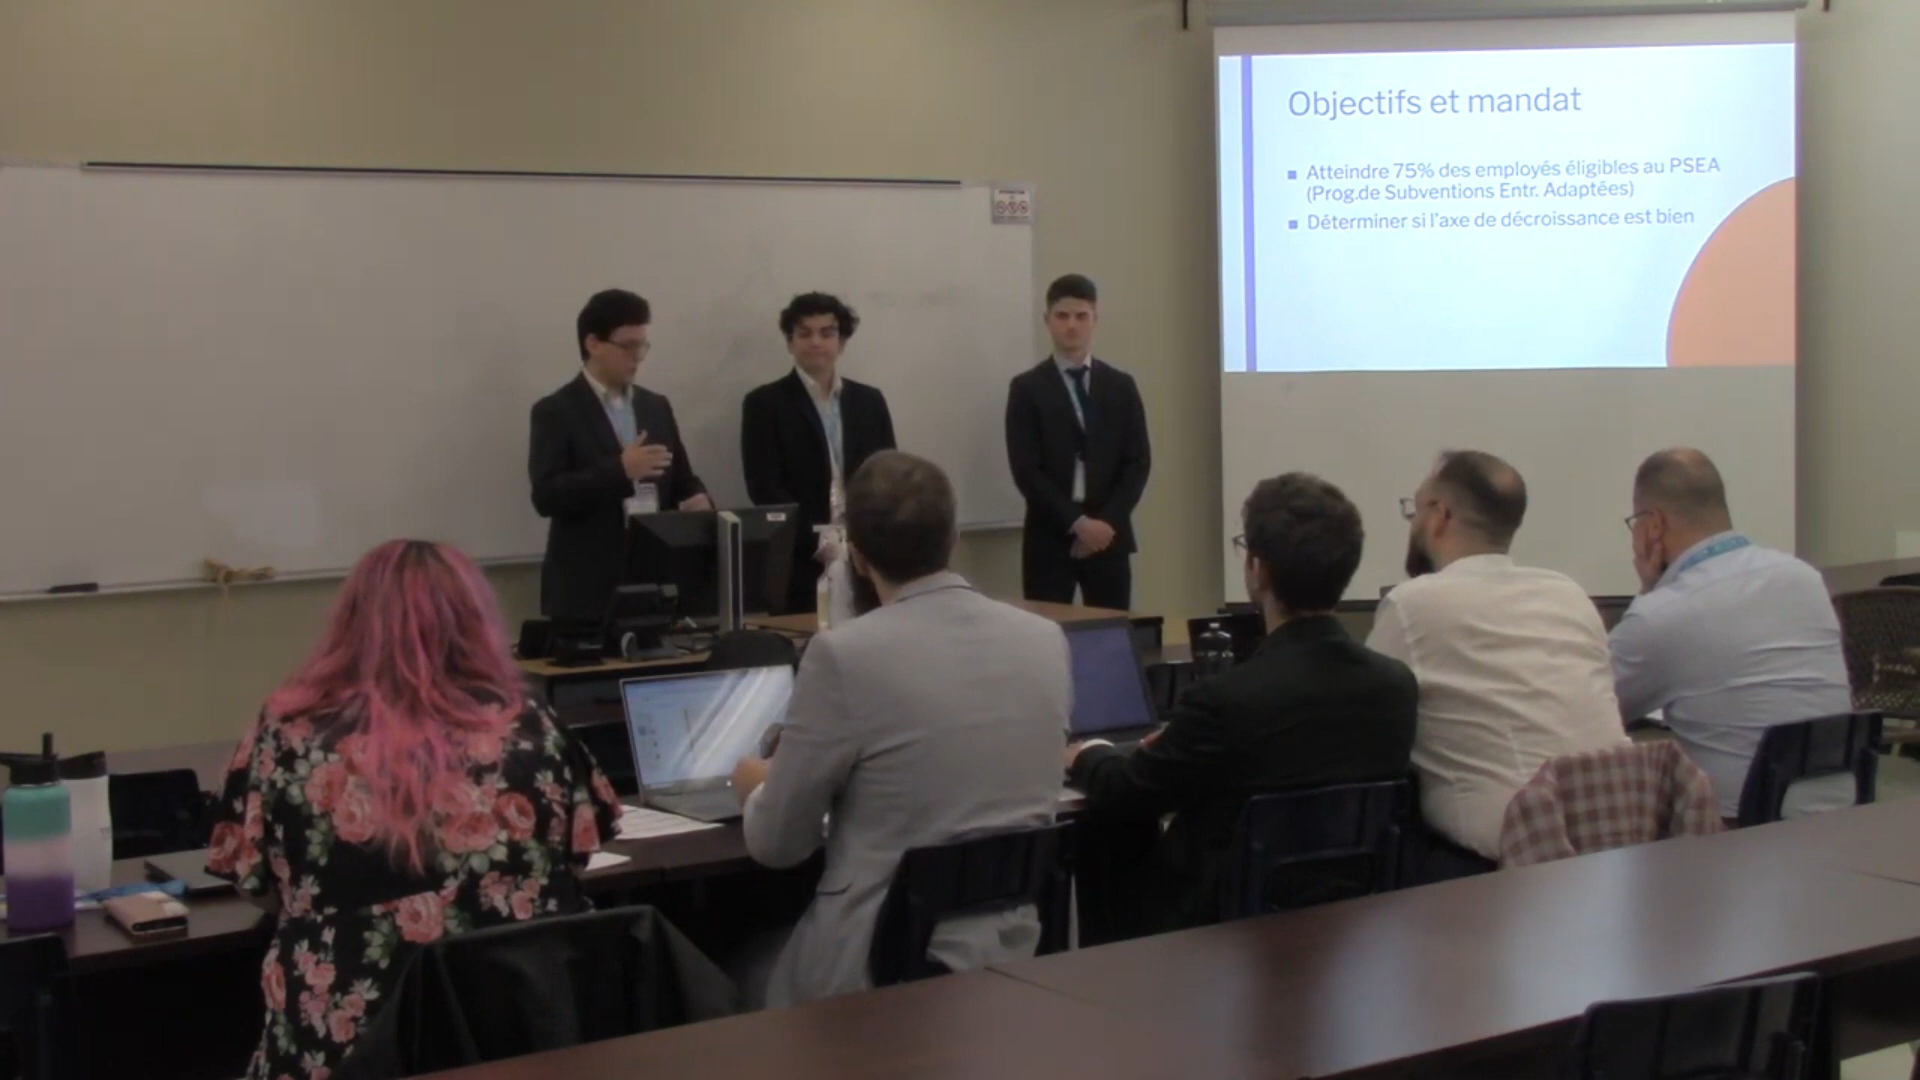 Objectifs et mandat
Atteindre 75% des employés éligibles au PSEA
(Prog.de Subventions Entr. Adaptées)
Déterminer si l'axe de décroissance est bien